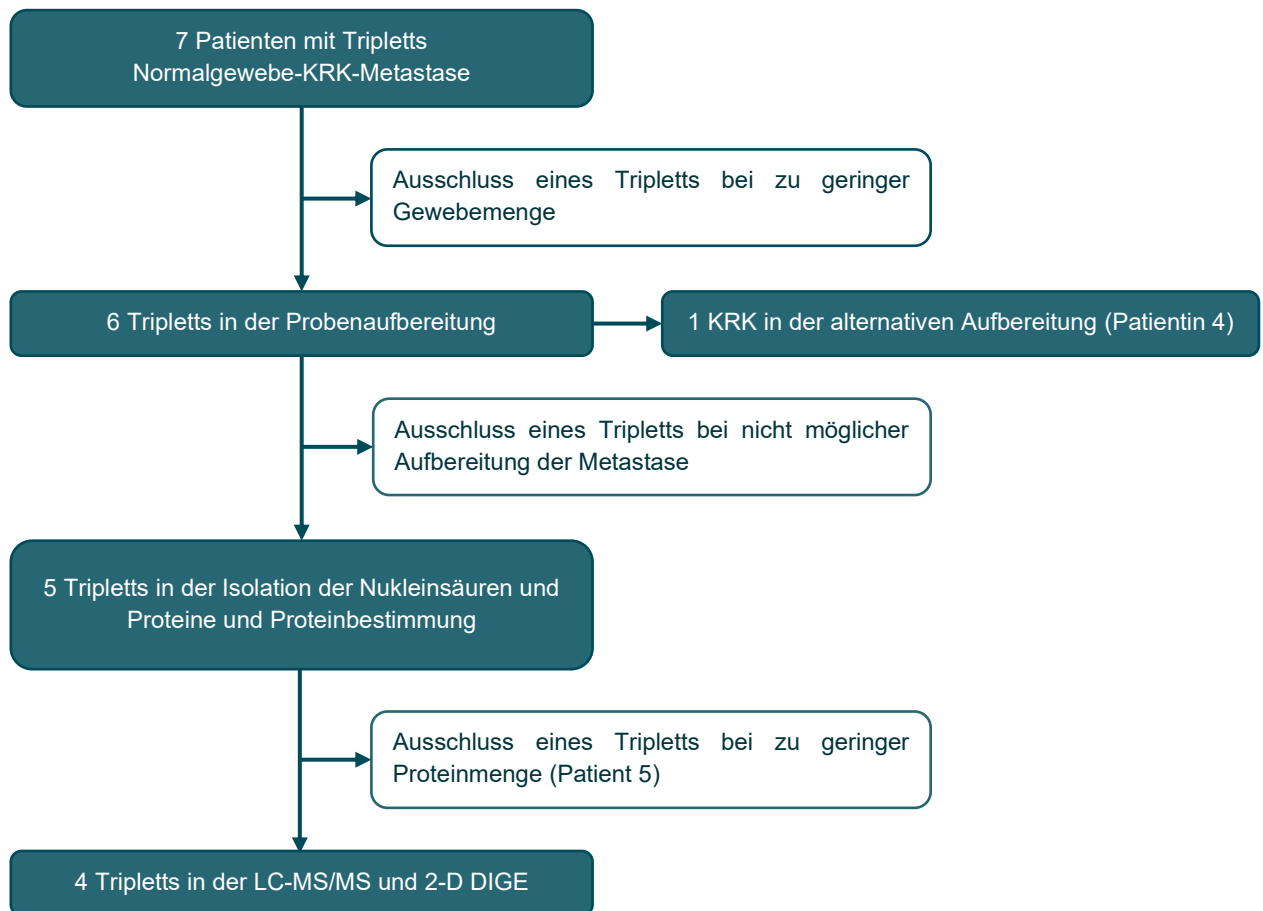 7 Patienten mit Tripletts
Normalgewebe-KRK-Metastase
Ausschluss eines Tripletts bei zu geringer
Gewebemenge
6 Tripletts in der Probenaufbereitung
1 KRK in der alternativen Aufbereitung (Patientin 4)
Ausschluss eines Tripletts bei nicht möglicher
Aufbereitung der Metastase
5 Tripletts in der Isolation der Nukleinsäuren und
Proteine und Proteinbestimmung
Ausschluss eines Tripletts bei zu geringer
Proteinmenge (Patient 5)
4 Tripletts in der LC-MS/MS und 2-D DIGE